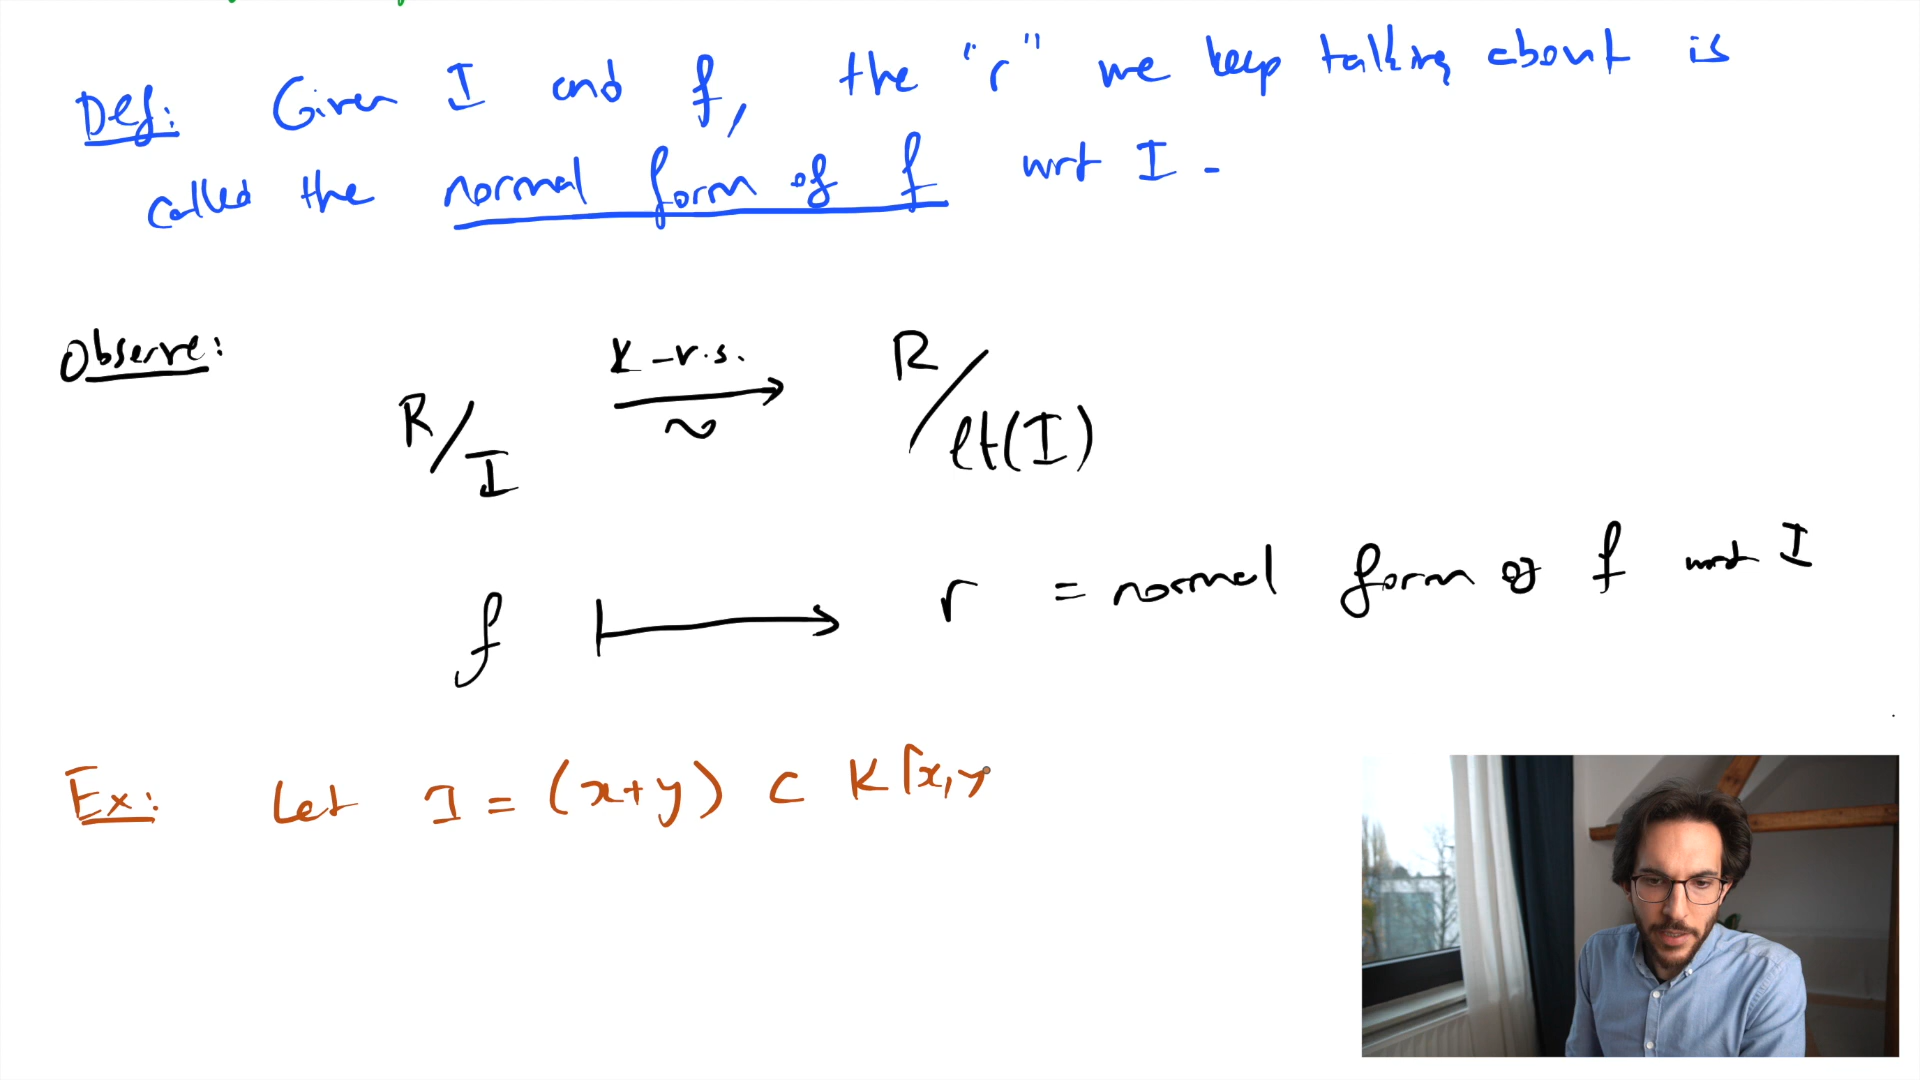 Def: Given I and f, the "r" we keep talking about is
called the normal form of f wrt I.
Observe:
R/I K-v.s. ∼ → R/lt(I)
f ↦ r = normal form of f wrt I
Ex: Let I = (x+y) ⊂ K[x,y